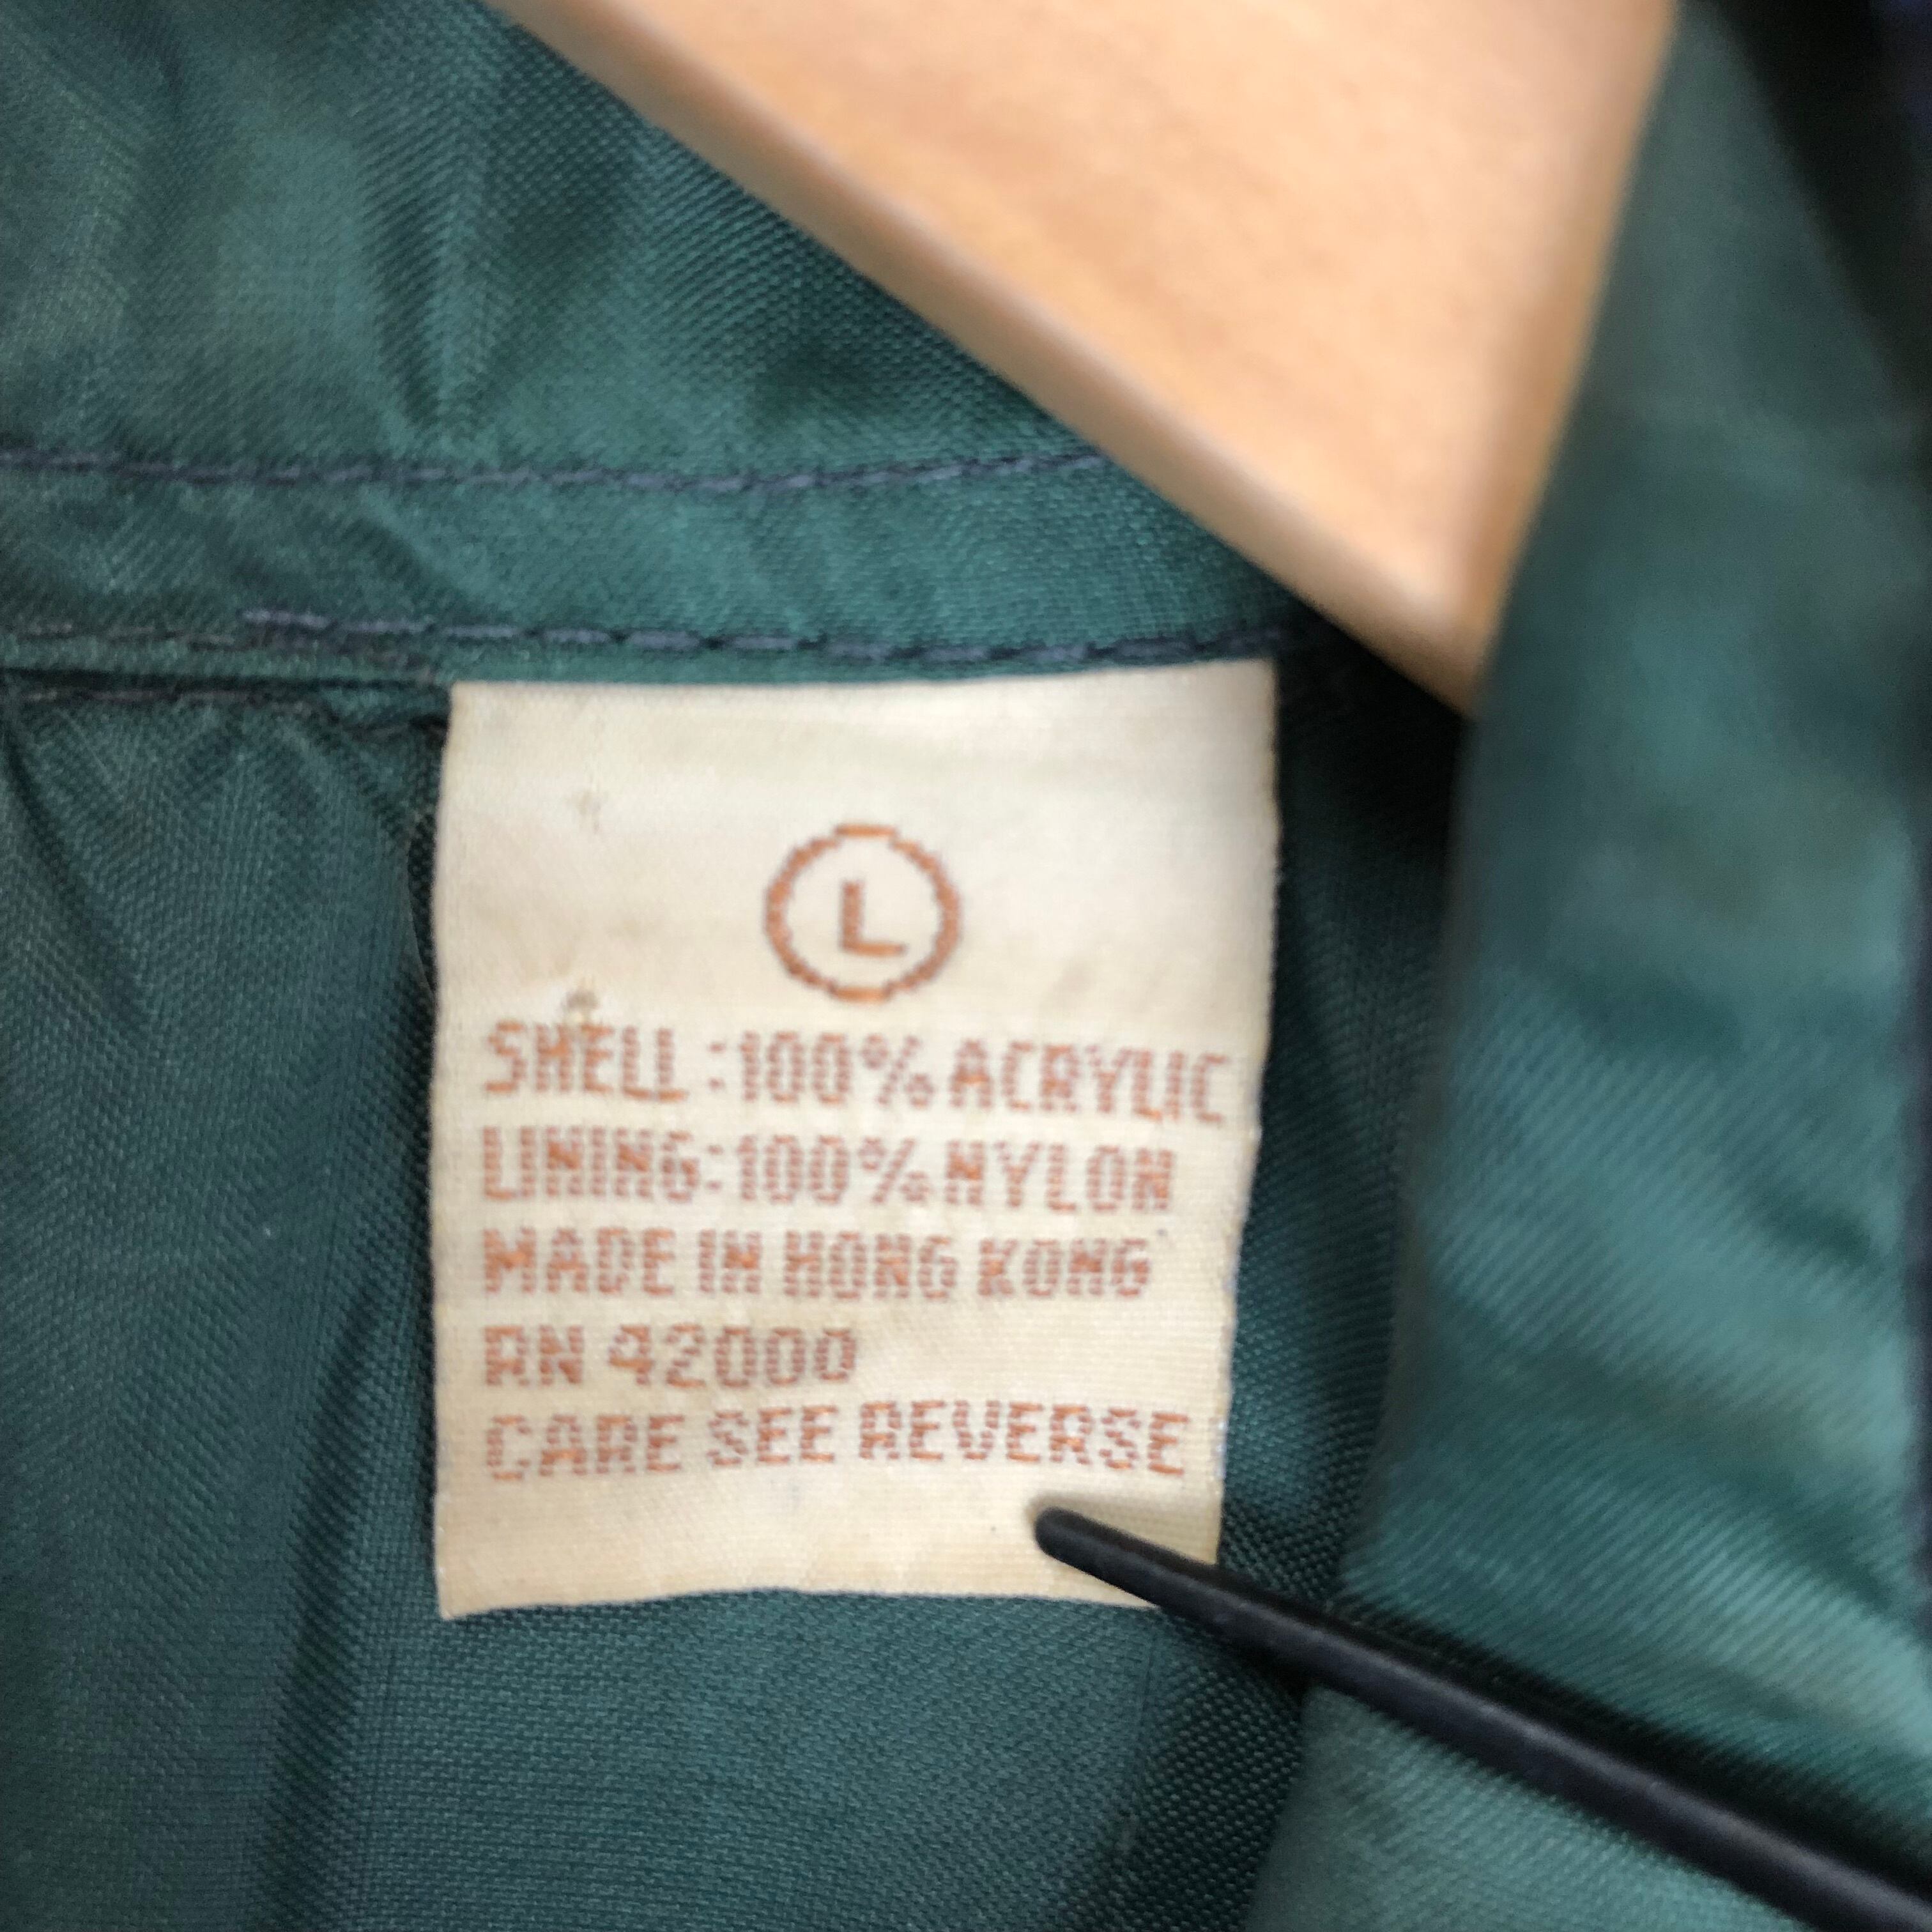 L
SHELL:100% ACRYLIC
LINING:100% NYLON
MADE IN HONG KONG
RN 42000
CARE SEE REVERSE